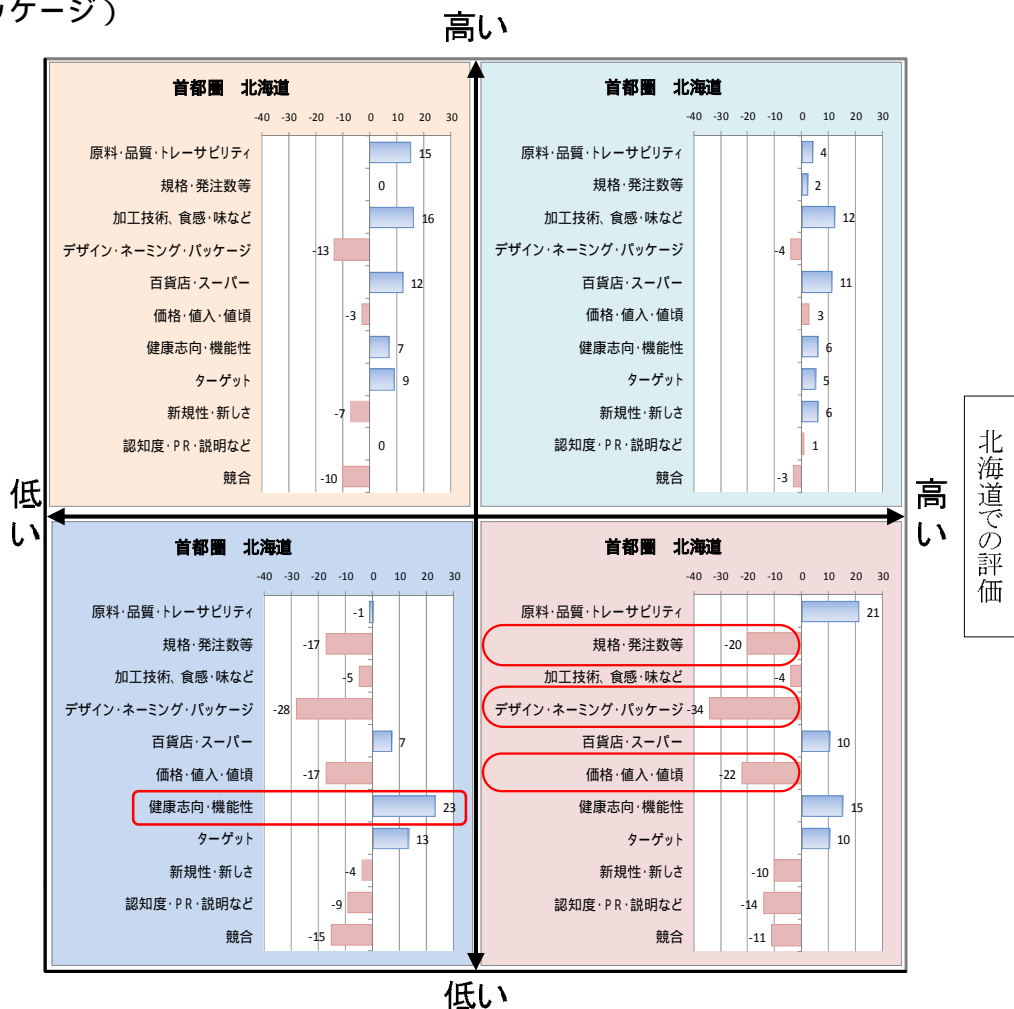 ッケージ）
高い
首都圏　北海道
-40 -30 -20 -10 0 10 20 30
原料･品質･トレーサビリティ 15
規格･発注数等 0
加工技術、食感･味など 16
デザイン･ネーミング･パッケージ -13
百貨店･スーパー 12
価格･値入･値頃 -3
健康志向･機能性 7
ターゲット 9
新規性･新しさ -7
認知度･PR･説明など 0
競合 -10
首都圏　北海道
-40 -30 -20 -10 0 10 20 30
原料･品質･トレーサビリティ 4
規格･発注数等 2
加工技術、食感･味など 12
デザイン･ネーミング･パッケージ -4
百貨店･スーパー 11
価格･値入･値頃 3
健康志向･機能性 6
ターゲット 5
新規性･新しさ 6
認知度･PR･説明など 1
競合 -3
低い
高い
北海道での評価
首都圏　北海道
-40 -30 -20 -10 0 10 20 30
原料･品質･トレーサビリティ -1
規格･発注数等 -17
加工技術、食感･味など -5
デザイン･ネーミング･パッケージ -28
百貨店･スーパー 7
価格･値入･値頃 -17
健康志向･機能性 23
ターゲット 13
新規性･新しさ -4
認知度･PR･説明など -9
競合 -15
首都圏　北海道
-40 -30 -20 -10 0 10 20 30
原料･品質･トレーサビリティ 21
規格･発注数等 -20
加工技術、食感･味など -4
デザイン･ネーミング･パッケージ -34
百貨店･スーパー 10
価格･値入･値頃 -22
健康志向･機能性 15
ターゲット 10
新規性･新しさ -10
認知度･PR･説明など -14
競合 -11
低い